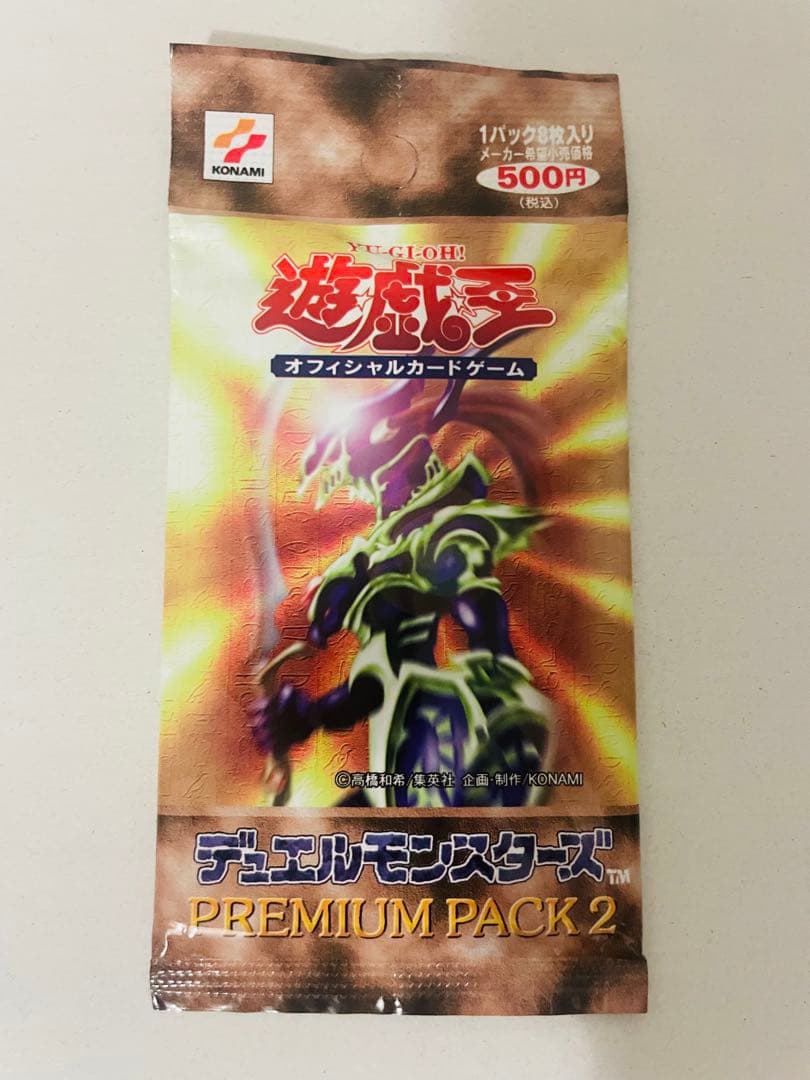 KONAMI
1パック8枚入り
メーカー希望小売価格
500円
(税込)
YU-GI-OH!
遊戯王
オフィシャルカードゲーム
©高橋和希/集英社 企画・制作/KONAMI
デュエルモンスターズ™
PREMIUM PACK 2